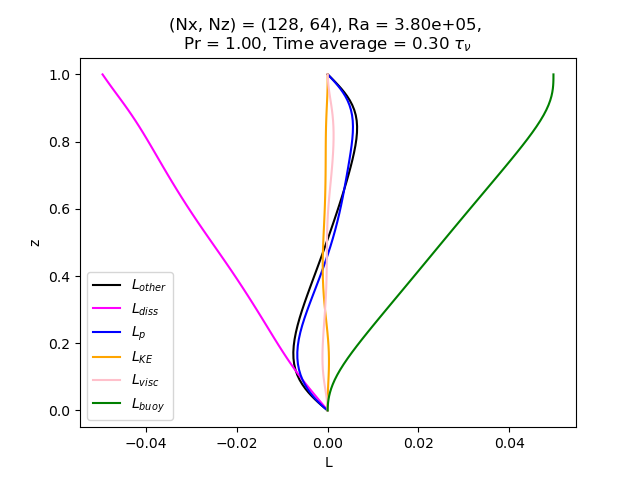 (Nx, Nz) = (128, 64), Ra = 3.80e+05,
Pr = 1.00, Time average = 0.30 τ_ν
1.0
0.8
0.6
0.4
0.2
0.0
z
L_other
L_diss
L_p
L_KE
L_visc
L_buoy
−0.04
−0.02
0.00
0.02
0.04
L